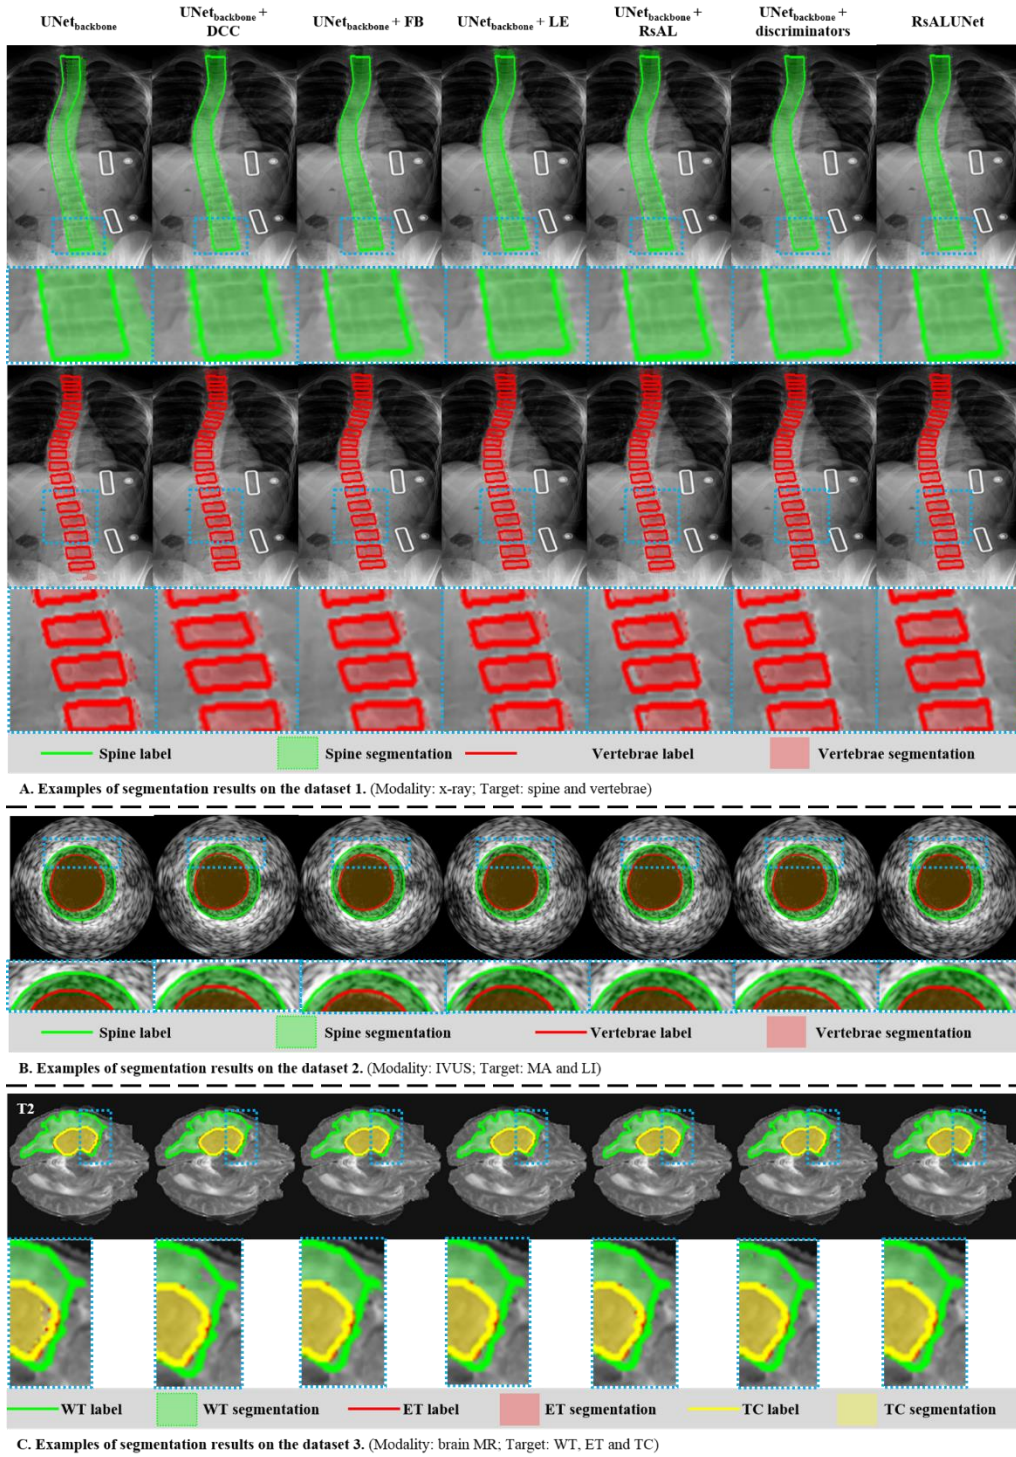 UNetbackbone
UNetbackbone +
DCC
UNetbackbone + FB
UNetbackbone + LE
UNetbackbone +
RsAL
UNetbackbone +
discriminators
RsALUNet
Spine label
Spine segmentation
Vertebrae label
Vertebrae segmentation
A. Examples of segmentation results on the dataset 1. (Modality: x-ray; Target: spine and vertebrae)
Spine label
Spine segmentation
Vertebrae label
Vertebrae segmentation
B. Examples of segmentation results on the dataset 2. (Modality: IVUS; Target: MA and LI)
T2
WT label
WT segmentation
ET label
ET segmentation
TC label
TC segmentation
C. Examples of segmentation results on the dataset 3. (Modality: brain MR; Target: WT, ET and TC)